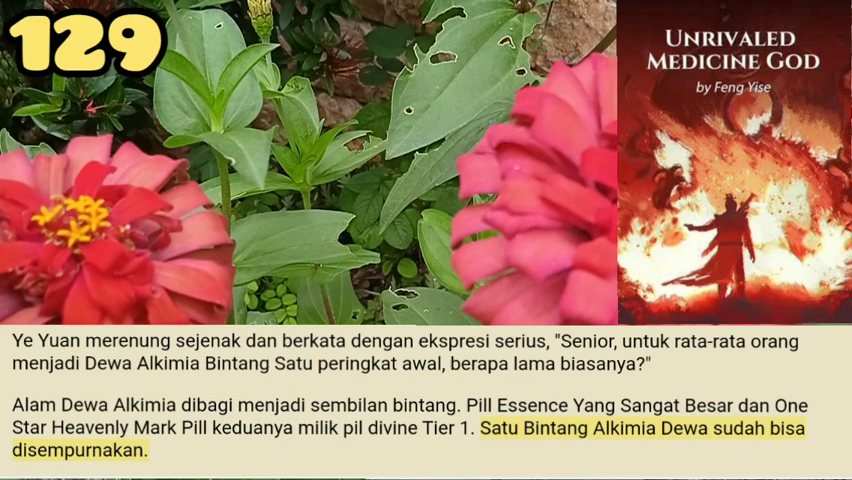 129
UNRIVALED
MEDICINE GOD
by Feng Yise
Ye Yuan merenung sejenak dan berkata dengan ekspresi serius, "Senior, untuk rata-rata orang
menjadi Dewa Alkimia Bintang Satu peringkat awal, berapa lama biasanya?"
Alam Dewa Alkimia dibagi menjadi sembilan bintang. Pill Essence Yang Sangat Besar dan One
Star Heavenly Mark Pill keduanya milik pil divine Tier 1. Satu Bintang Alkimia Dewa sudah bisa
disempurnakan.